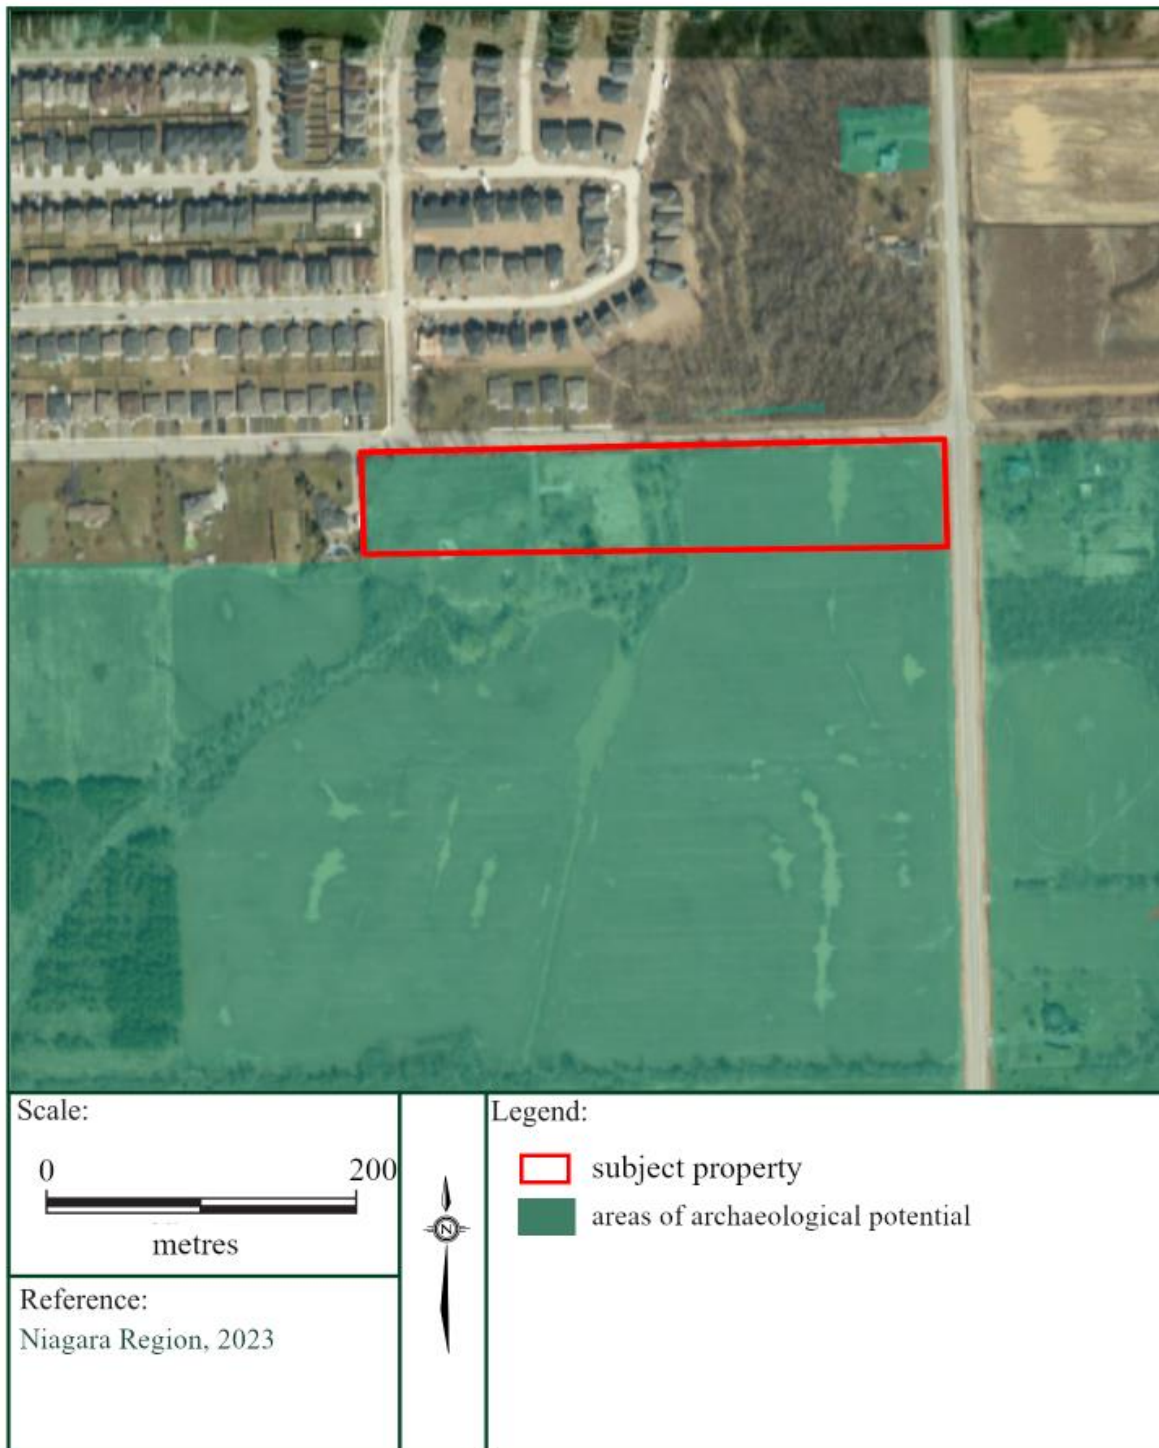 Scale:
0 200
metres
N
Legend:
subject property
areas of archaeological potential
Reference:
Niagara Region, 2023